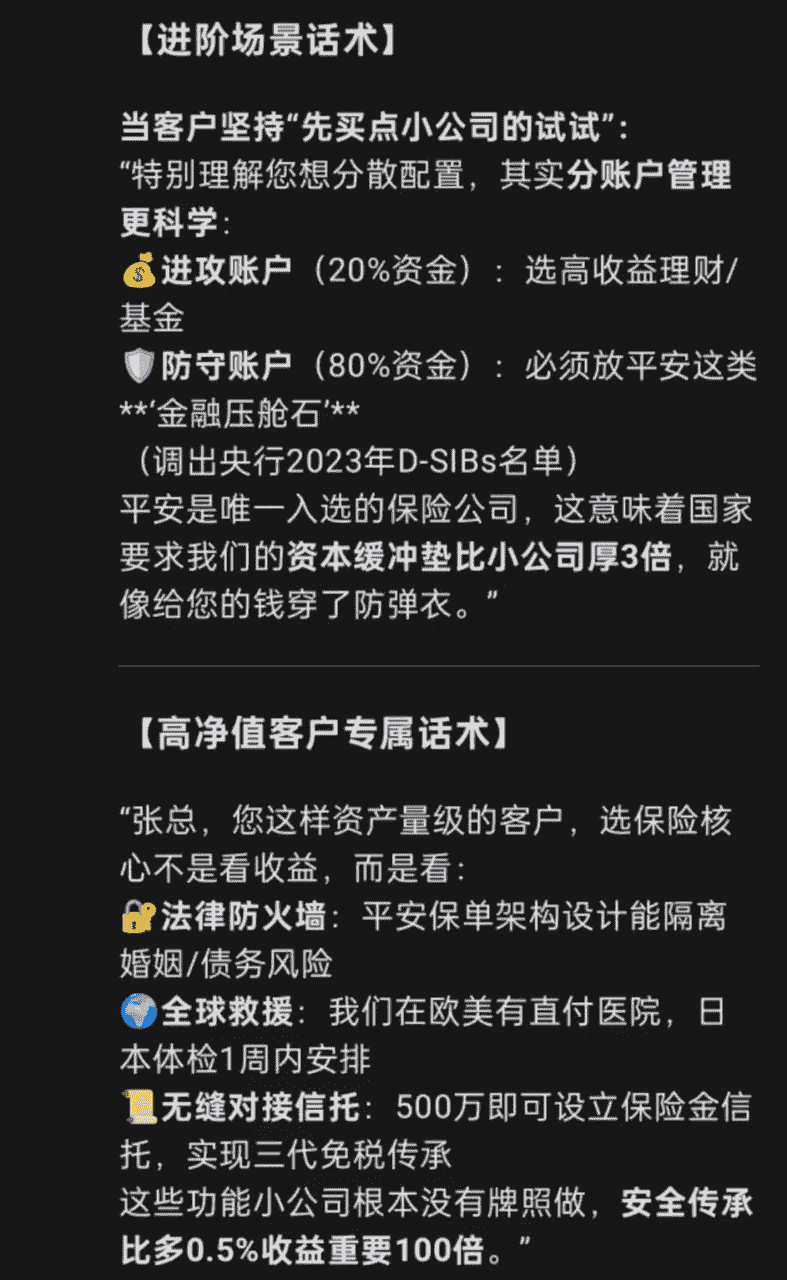 【进阶场景话术】
当客户坚持“先买点小公司的试试”：
“特别理解您想分散配置，其实分账户管理
更科学：
💰进攻账户（20%资金）：选高收益理财/
基金
🛡️防守账户（80%资金）：必须放平安这类
**‘金融压舱石’**
（调出央行2023年D-SIBs名单）
平安是唯一入选的保险公司，这意味着国家
要求我们的资本缓冲垫比小公司厚3倍，就
像给您的钱穿了防弹衣。”
【高净值客户专属话术】
“张总，您这样资产量级的客户，选保险核
心不是看收益，而是看：
🔐法律防火墙：平安保单架构设计能隔离
婚姻/债务风险
🌍全球救援：我们在欧美有直付医院，日
本体检1周内安排
📜无缝对接信托：500万即可设立保险金信
托，实现三代免税传承
这些功能小公司根本没有牌照做，安全传承
比多0.5%收益重要100倍。”